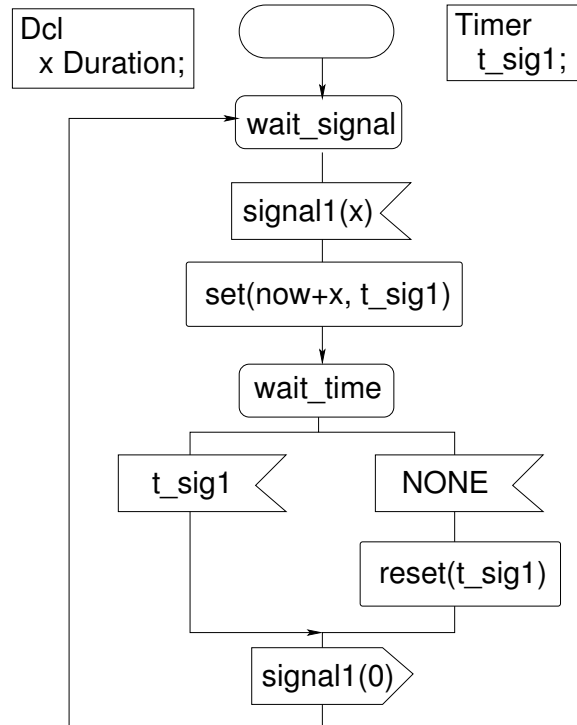 Dcl
x Duration;
Timer
t_sig1;
wait_signal
signal1(x)
set(now+x, t_sig1)
wait_time
t_sig1
NONE
reset(t_sig1)
signal1(0)